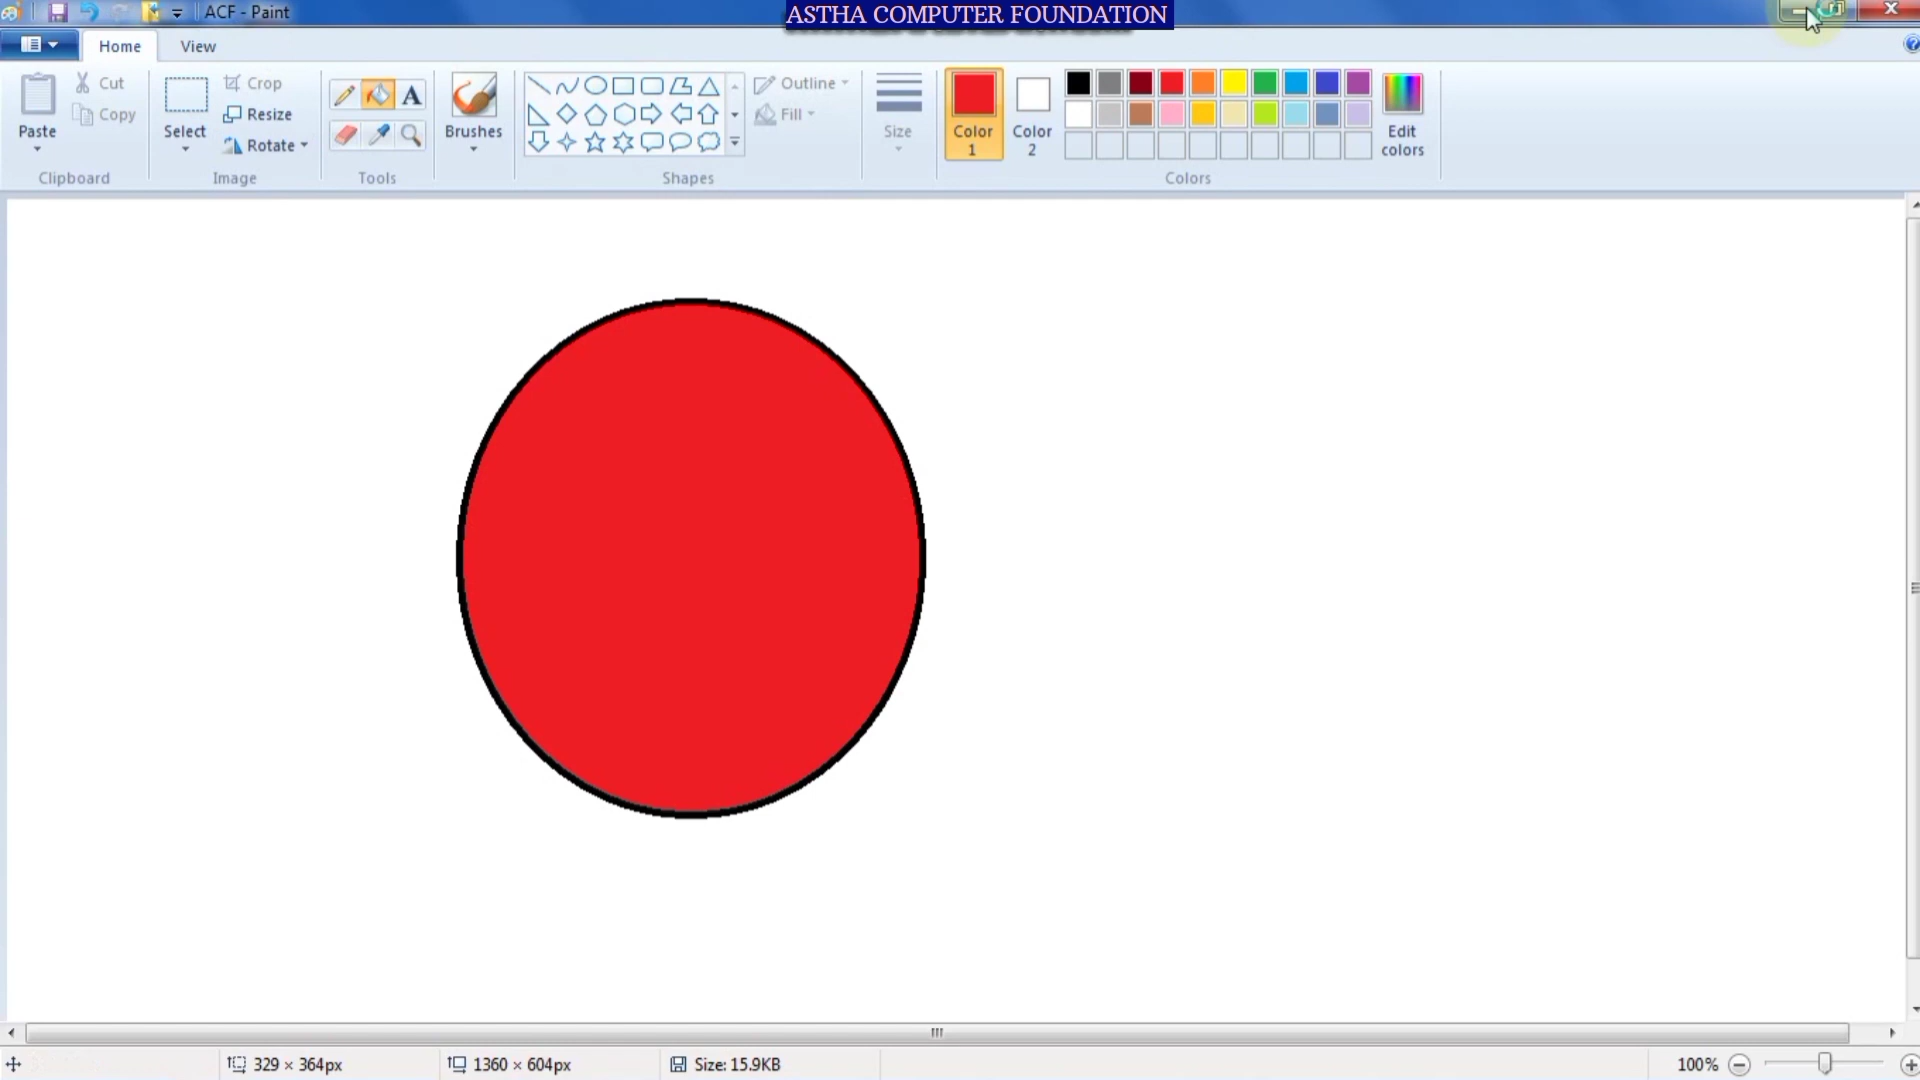 ACF - Paint
ASTHA COMPUTER FOUNDATION
Home View
Paste
Cut
Copy
Clipboard
Select
Crop
Resize
Rotate
Image
A
Tools
Brushes
Shapes
Outline
Fill
Size
Color
1
Color
2
Edit
colors
Colors
329 × 364px
1360 × 604px
Size: 15.9KB
100%